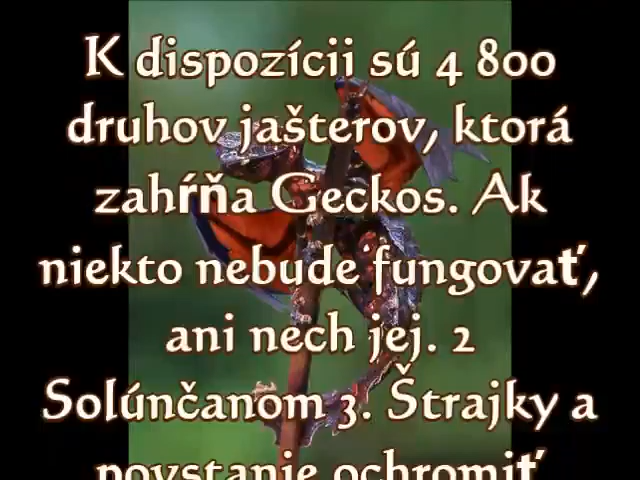 K dispozícii sú 4 800
druhov jašterov, ktorá
zahŕňa Geckos. Ak
niekto nebude fungovať,
ani nech jej. 2
Solúnčanom 3. Štrajky a
povstanie ochromiť